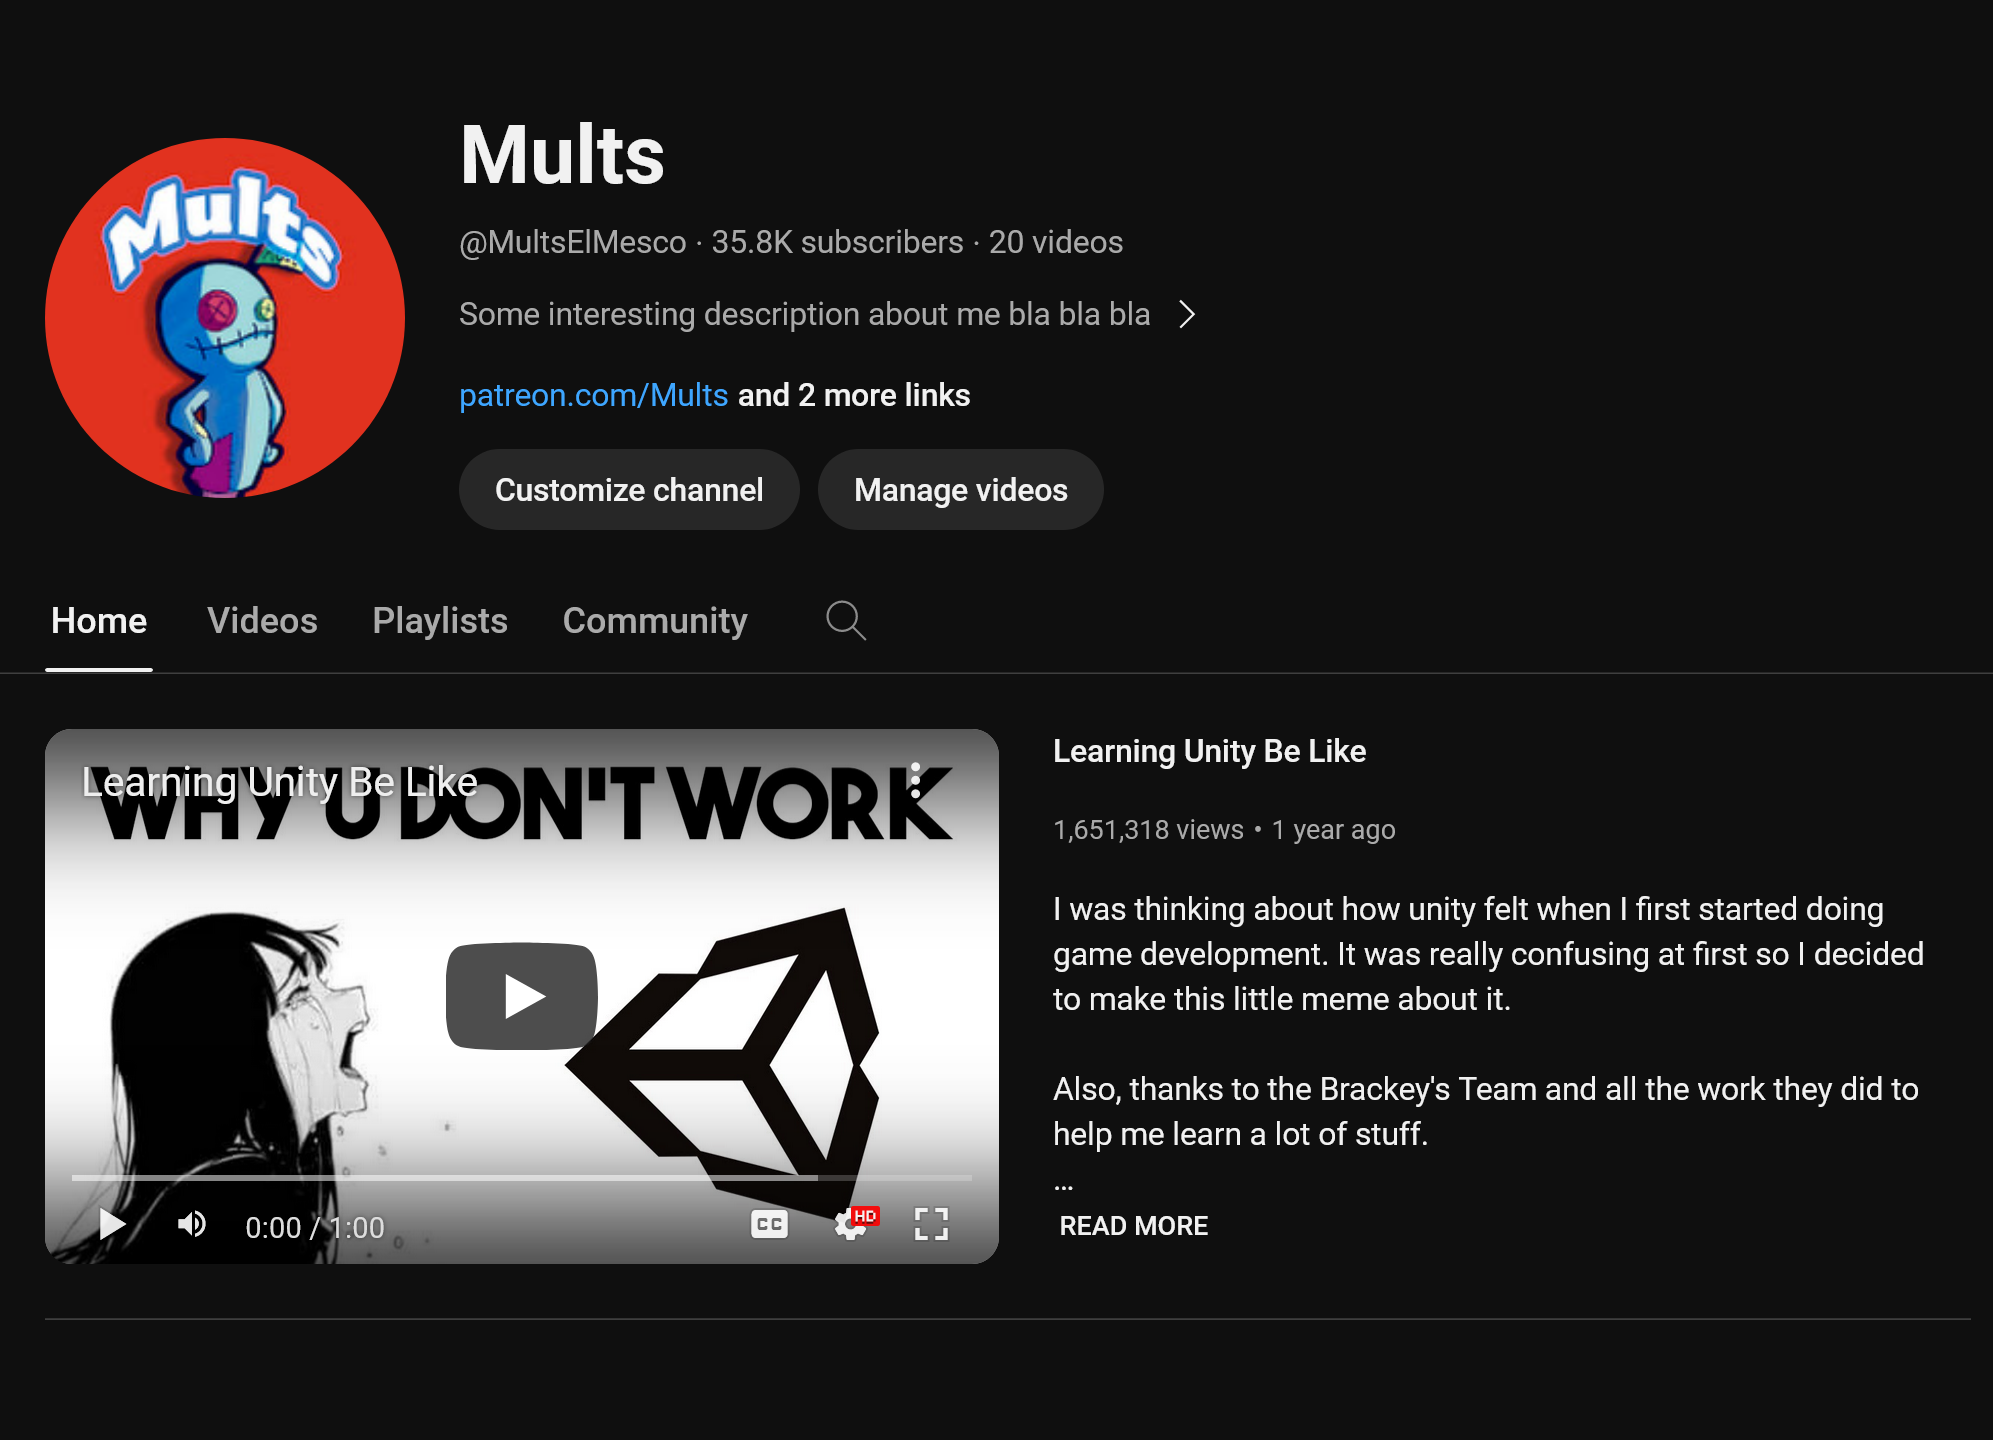 Mults
Mults
@MultsElMesco · 35.8K subscribers · 20 videos
Some interesting description about me bla bla bla
patreon.com/Mults and 2 more links
Customize channel
Manage videos
Home
Videos
Playlists
Community
Learning Unity Be Like
WHY U DON'T WORK
0:00 / 1:00
CC
HD
Learning Unity Be Like
1,651,318 views • 1 year ago
I was thinking about how unity felt when I first started doing
game development. It was really confusing at first so I decided
to make this little meme about it.
Also, thanks to the Brackey's Team and all the work they did to
help me learn a lot of stuff.
...
READ MORE